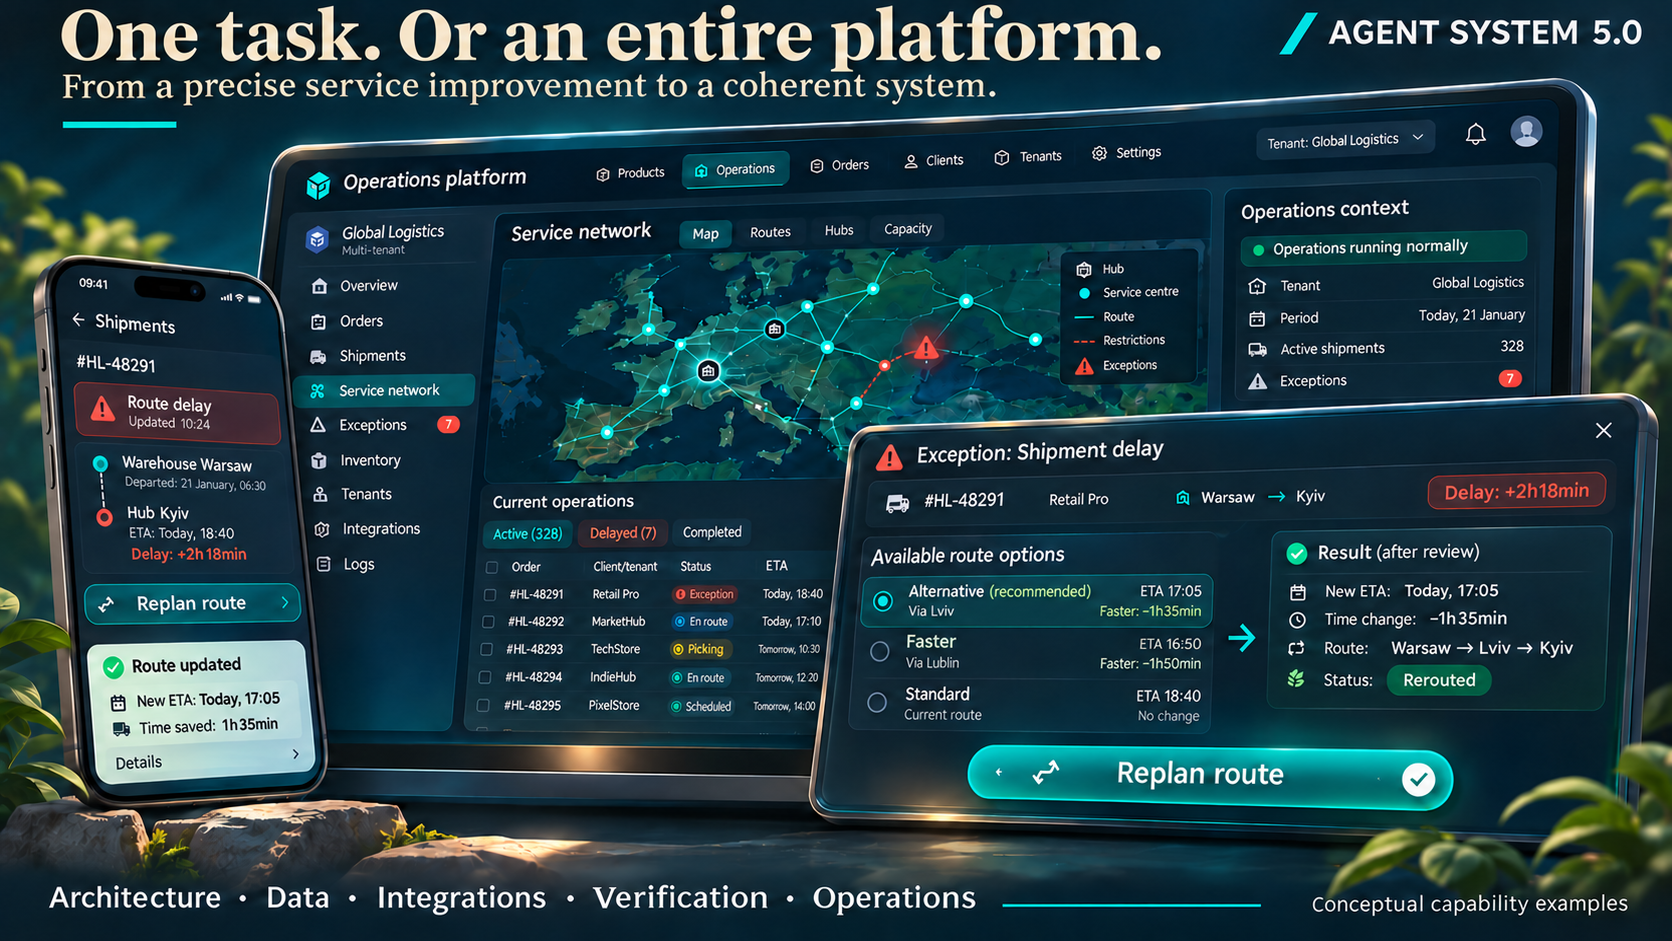 One task. Or an entire platform.
From a precise service improvement to a coherent system.
AGENT SYSTEM 5.0
Operations platform
Products
Operations
Orders
Clients
Tenants
Settings
Tenant: Global Logistics
Global Logistics
Multi-tenant
Overview
Orders
Shipments
Service network
Exceptions
7
Inventory
Tenants
Integrations
Logs
Service network
Map
Routes
Hubs
Capacity
Hub
Service centre
Route
Restrictions
Exceptions
Operations context
Operations running normally
Tenant Global Logistics
Period Today, 21 January
Active shipments 328
Exceptions 7
Current operations
Active (328)
Delayed (7)
Completed
Order Client/tenant Status ETA
#HL-48291 Retail Pro Exception Today, 18:40
#HL-48292 MarketHub En route Today, 17:10
#HL-48293 TechStore Picking Tomorrow, 10:30
#HL-48294 IndieHub En route Tomorrow, 12:20
#HL-48295 PixelStore Scheduled Tomorrow, 14:00
09:41
Shipments
#HL-48291
Route delay
Updated 10:24
Warehouse Warsaw
Departed: 21 January, 06:30
Hub Kyiv
ETA: Today, 18:40
Delay: +2h18min
Replan route
Route updated
New ETA: Today, 17:05
Time saved: 1h35min
Details
Exception: Shipment delay
#HL-48291 Retail Pro Warsaw → Kyiv
Delay: +2h18min
Available route options
Alternative (recommended) ETA 17:05
Via Lviv Faster: −1h35min
Faster ETA 16:50
Via Lublin Faster: −1h50min
Standard ETA 18:40
Current route No change
Result (after review)
New ETA: Today, 17:05
Time change: −1h35min
Route: Warsaw → Lviv → Kyiv
Status: Rerouted
Replan route
Architecture • Data • Integrations • Verification • Operations
Conceptual capability examples